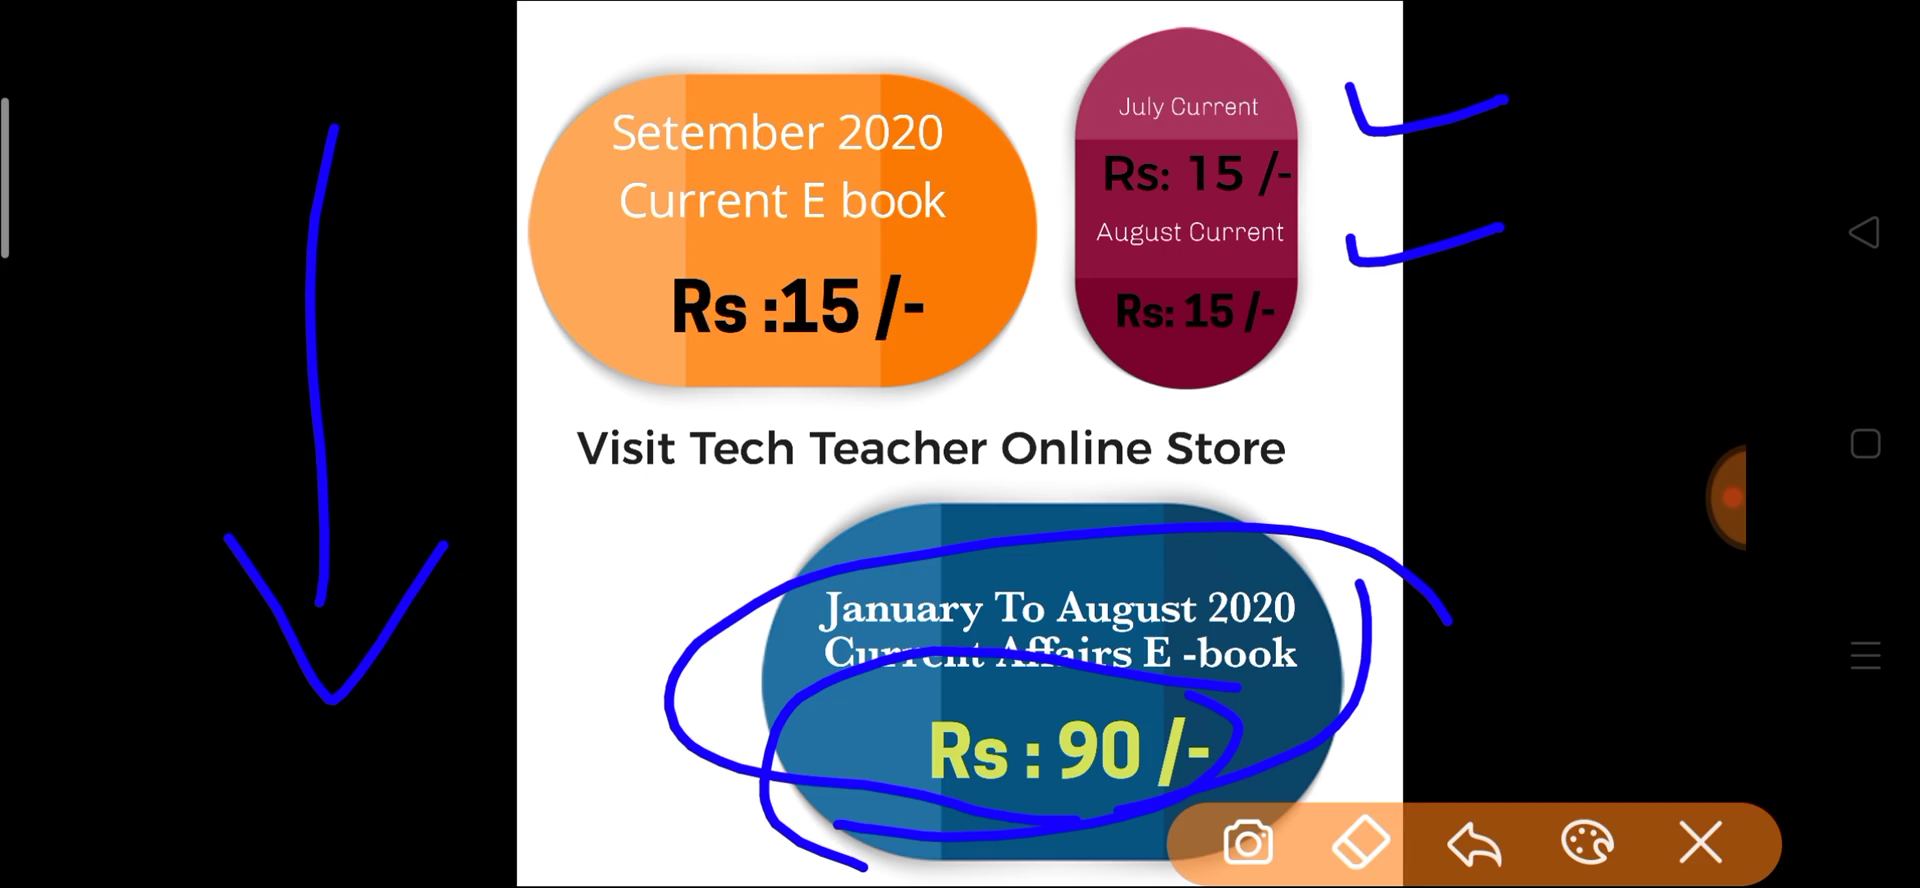 Setember 2020
Current E book
Rs :15 /-
July Current
Rs: 15 /-
August Current
Rs: 15 /-
Visit Tech Teacher Online Store
January To August 2020
Current Affairs E -book
Rs : 90 /-